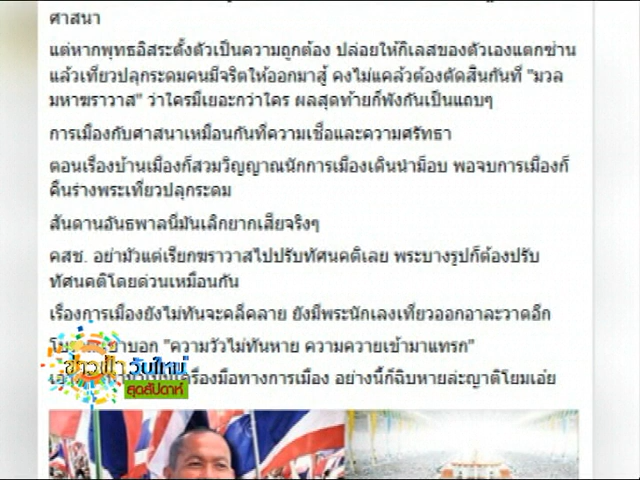 ศาสนา
แต่หากพุทธอิสระตั้งตัวเป็นความถูกต้อง ปล่อยให้กิเลสของตัวเองแตกซ่าน
แล้วเที่ยวปลุกระดมคนมีจริตให้ออกมาสู้ คงไม่แคล้วต้องตัดสินกันที่ "มวล
มหาฆราวาส" ว่าใครมีเยอะกว่าใคร ผลสุดท้ายก็พังกันเป็นแถบๆ
การเมืองกับศาสนาเหมือนกันที่ความเชื่อและความศรัทธา
ตอนเรื่องบ้านเมืองก็สวมวิญญาณนักการเมืองเดินนำม็อบ พอจบการเมืองก็
คืนร่างพระเที่ยวปลุกระดม
สันดานอันธพาลนี่มันเลิกยากเสียจริงๆ
คสช. อย่ามัวแต่เรียกฆราวาสไปปรับทัศนคติเลย พระบางรูปก็ต้องปรับ
ทัศนคติโดยด่วนเหมือนกัน
เรื่องการเมืองยังไม่ทันจะคลี่คลาย ยังมีพระนักเลงเที่ยวออกอาละวาดอีก
เขาบอก "ความวัวไม่ทันหาย ความควายเข้ามาแทรก"
เครื่องมือทางการเมือง อย่างนี้ก็ฉิบหายล่ะญาติโยมเอ๋ย
ข่าวเช้า วันใหม่
สุดสัปดาห์